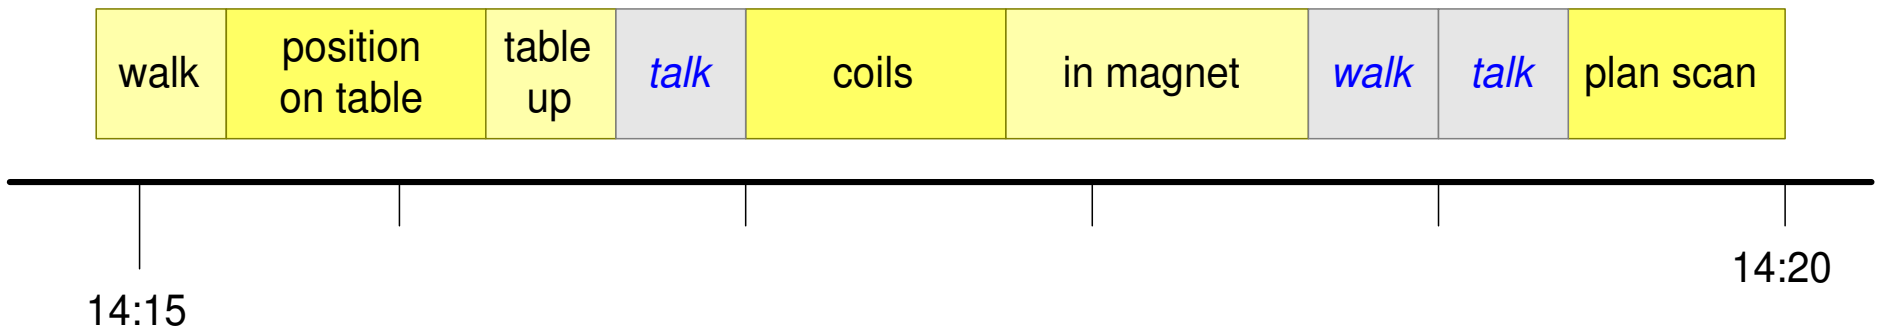 walk
position
on table
table
up
talk
coils
in magnet
walk
talk
plan scan
14:15
14:20